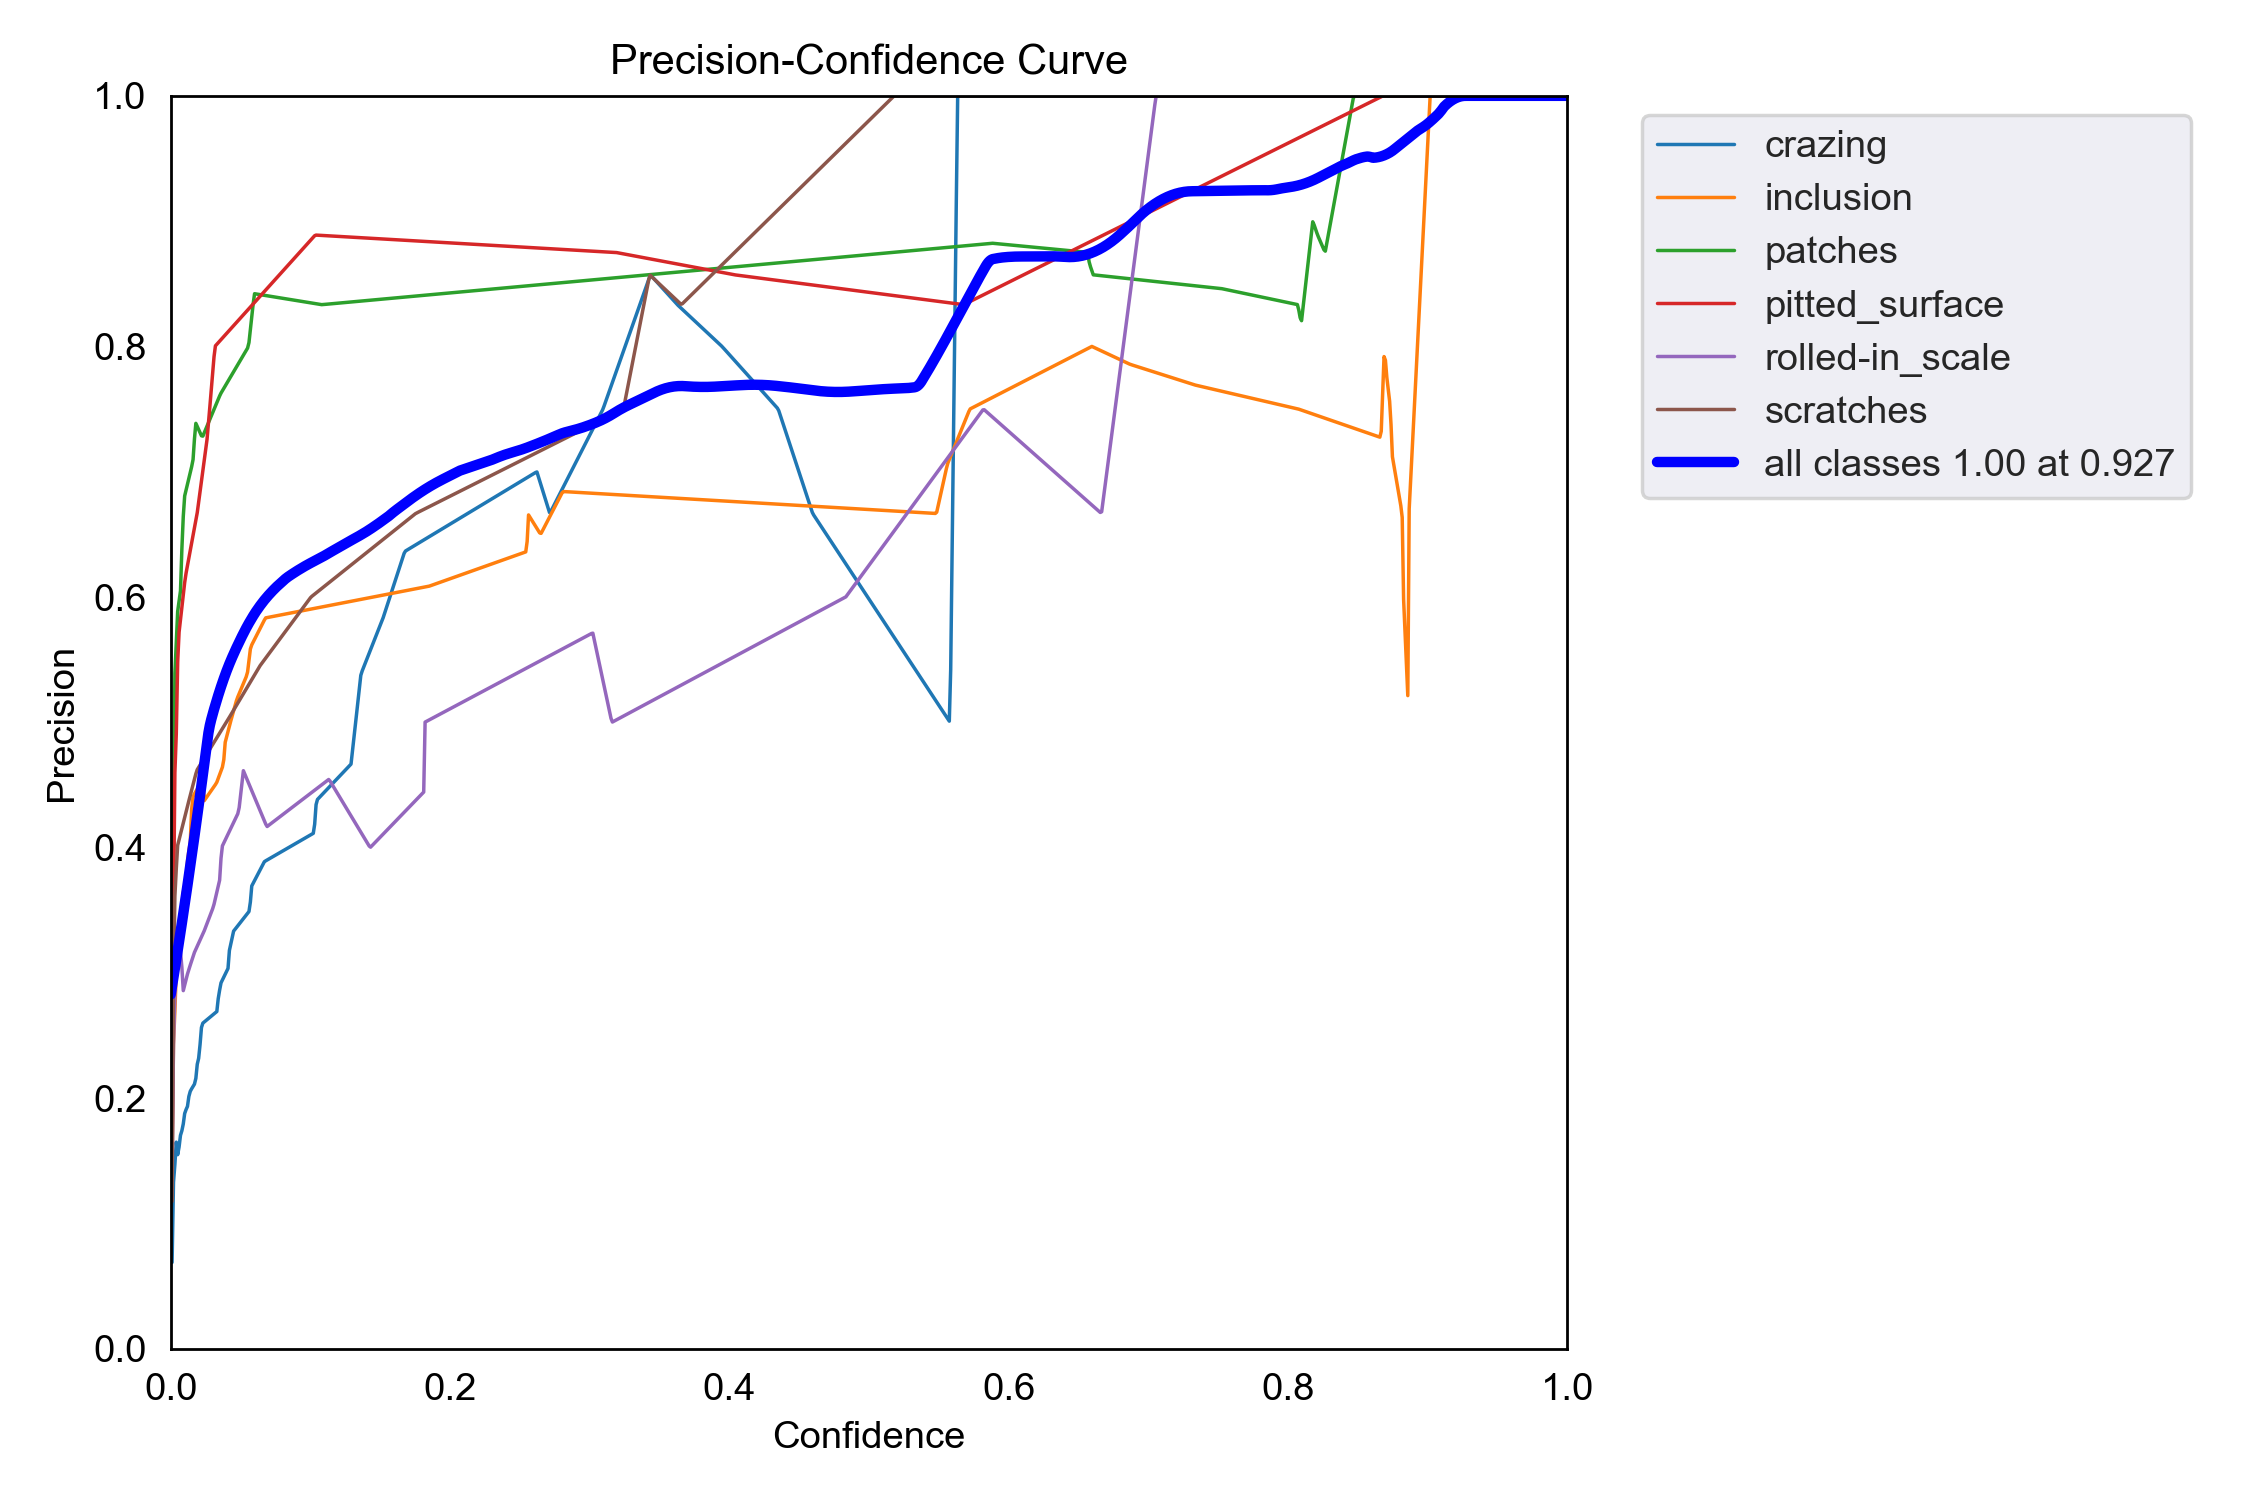 Precision-Confidence Curve
1.0
0.8
0.6
0.4
0.2
0.0
Precision
0.0 0.2 0.4 0.6 0.8 1.0
Confidence
crazing
inclusion
patches
pitted_surface
rolled-in_scale
scratches
all classes 1.00 at 0.927